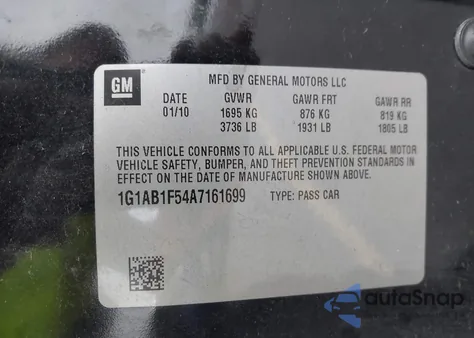 GM
MFD BY GENERAL MOTORS LLC
DATE GVWR GAWR FRT GAWR RR
01/10 1695 KG 876 KG 819 KG
3736 LB 1931 LB 1805 LB
THIS VEHICLE CONFORMS TO ALL APPLICABLE U.S. FEDERAL MOTOR
VEHICLE SAFETY, BUMPER, AND THEFT PREVENTION STANDARDS IN
EFFECT ON THE DATE OF MANUFACTURE SHOWN ABOVE.
1G1AB1F54A7161699 TYPE: PASS CAR
autoSnap